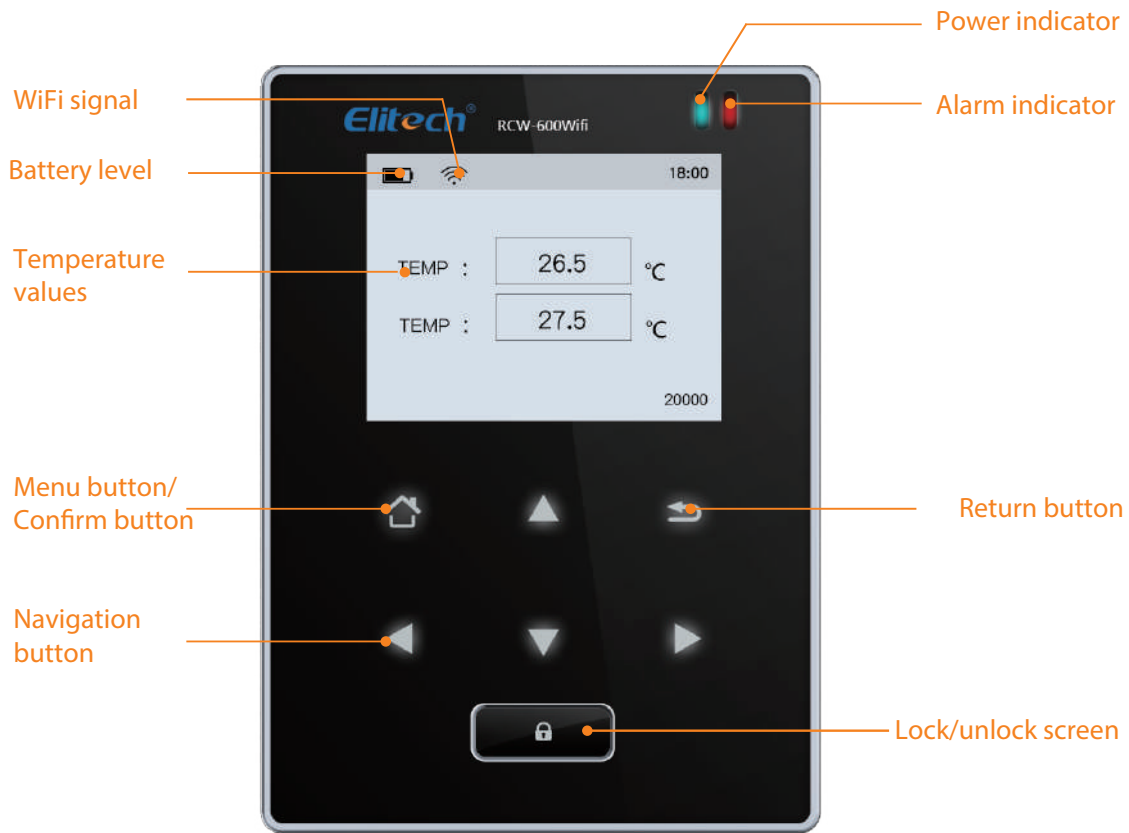 Power indicator
WiFi signal
Alarm indicator
Elitech®
RCW-600Wifi
Battery level
18:00
Temperature
values
TEMP :
26.5
℃
TEMP :
27.5
℃
20000
Menu button/
Confirm button
Return button
Navigation
button
Lock/unlock screen